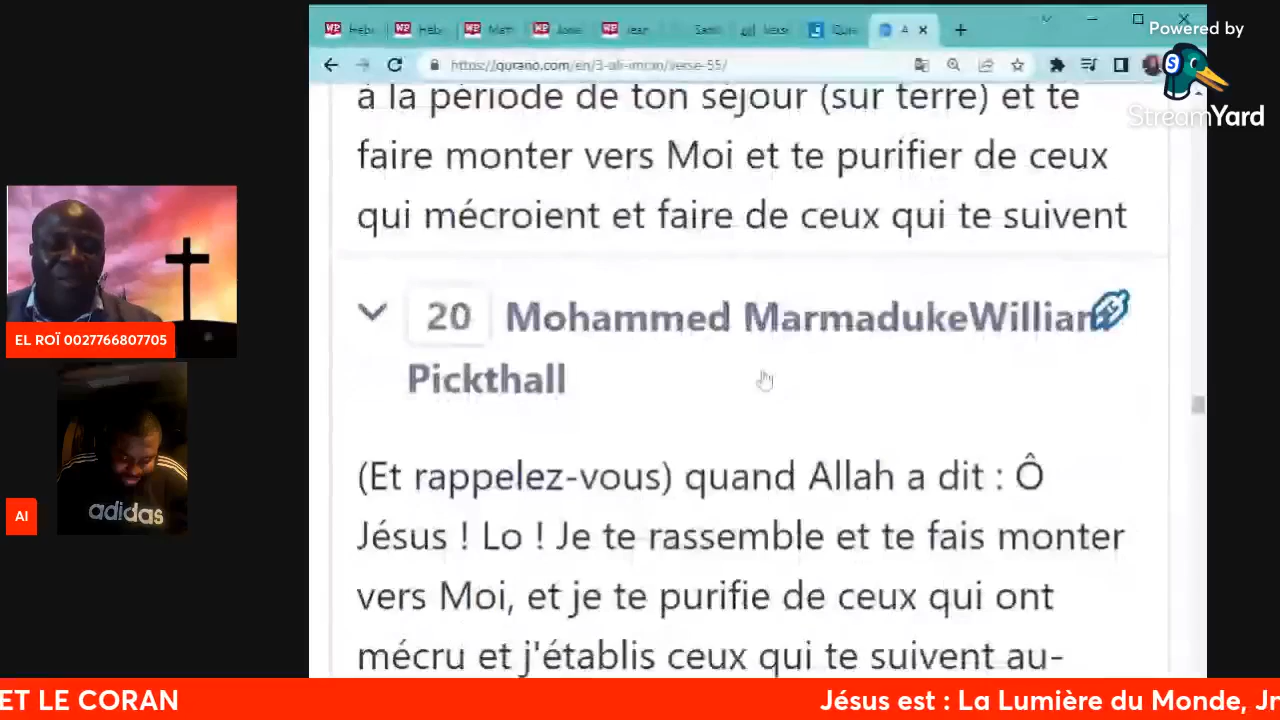 Powered by
StreamYard
https://qurano.com/en/3-ali-imran/verse-55/
à la période de ton séjour (sur terre) et te
faire monter vers Moi et te purifier de ceux
qui mécroient et faire de ceux qui te suivent
20 Mohammed MarmadukeWilliam
Pickthall
(Et rappelez-vous) quand Allah a dit : Ô
Jésus ! Lo ! Je te rassemble et te fais monter
vers Moi, et je te purifie de ceux qui ont
mécru et j'établis ceux qui te suivent au-
EL ROÏ 0027766807705
adidas
AI
ET LE CORAN
Jésus est : La Lumière du Monde, Jn